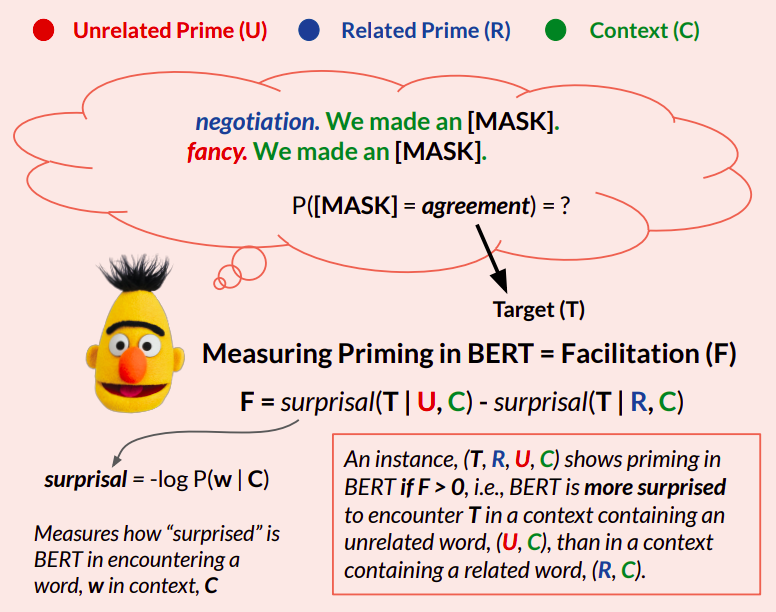 Unrelated Prime (U) Related Prime (R) Context (C)
negotiation. We made an [MASK].
fancy. We made an [MASK].
P([MASK] = agreement) = ?
Target (T)
Measuring Priming in BERT = Facilitation (F)
F = surprisal(T | U, C) - surprisal(T | R, C)
surprisal = -log P(w | C)
Measures how “surprised” is
BERT in encountering a
word, w in context, C
An instance, (T, R, U, C) shows priming in
BERT if F > 0, i.e., BERT is more surprised
to encounter T in a context containing an
unrelated word, (U, C), than in a context
containing a related word, (R, C).